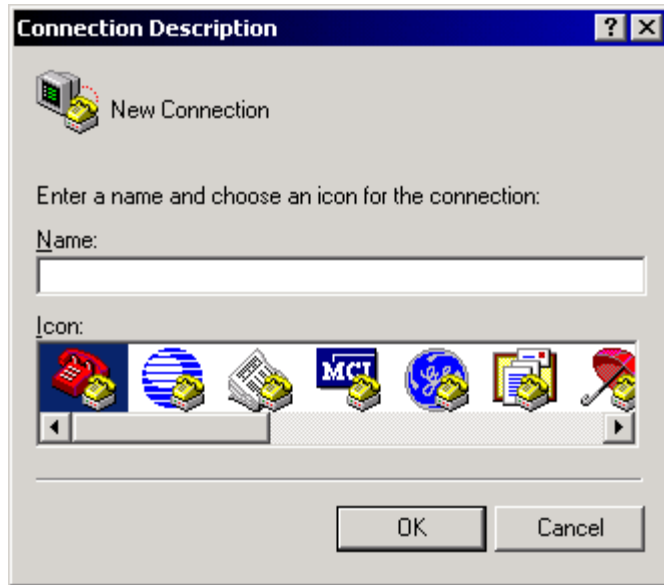 Connection Description
New Connection
Enter a name and choose an icon for the connection:
Name:
Icon:
MCI
OK
Cancel